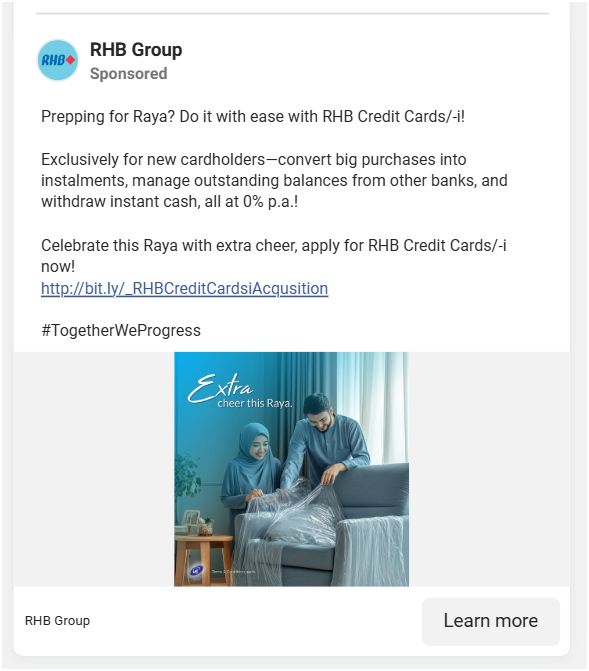 RHB
RHB Group
Sponsored
Prepping for Raya? Do it with ease with RHB Credit Cards/-i!
Exclusively for new cardholders—convert big purchases into
instalments, manage outstanding balances from other banks, and
withdraw instant cash, all at 0% p.a.!
Celebrate this Raya with extra cheer, apply for RHB Credit Cards/-i
now!
http://bit.ly/_RHBCreditCardsiAcqusition
#TogetherWeProgress
Extra
cheer this Raya.
RHB Group
Learn more